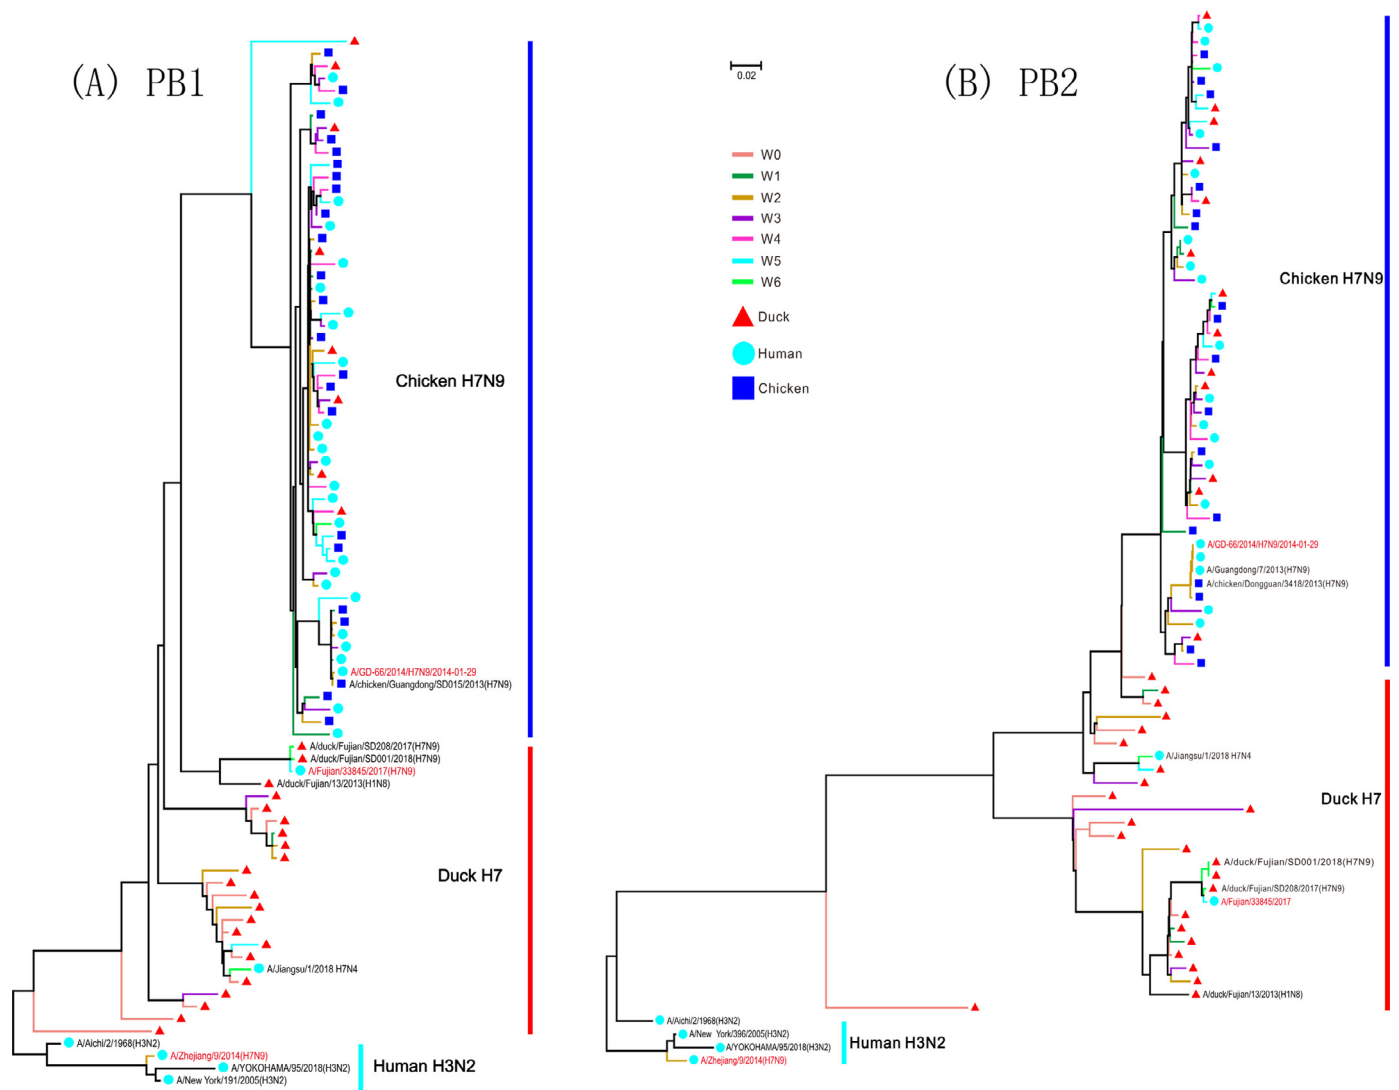 (A) PB1
Chicken H7N9
A/GD-66/2014/H7N9/2014-01-29
A/chicken/Guangdong/SD015/2013(H7N9)
A/duck/Fujian/SD208/2017(H7N9)
A/duck/Fujian/SD001/2018(H7N9)
A/Fujian/33845/2017(H7N9)
A/duck/Fujian/13/2013(H1N8)
Duck H7
A/Jiangsu/1/2018 H7N4
A/Aichi/2/1968(H3N2)
A/Zhejiang/9/2014(H7N9)
A/YOKOHAMA/95/2018(H3N2)
A/New York/191/2005(H3N2)
Human H3N2
0.02
W0
W1
W2
W3
W4
W5
W6
Duck
Human
Chicken
(B) PB2
Chicken H7N9
A/GD-66/2014/H7N9/2014-01-29
A/Guangdong/7/2013(H7N9)
A/chicken/Dongguan/3418/2013(H7N9)
A/Jiangsu/1/2018 H7N4
Duck H7
A/duck/Fujian/SD001/2018(H7N9)
A/duck/Fujian/SD208/2017(H7N9)
A/Fujian/33845/2017
A/duck/Fujian/13/2013(H1N8)
A/Aichi/2/1968(H3N2)
A/New York/396/2005(H3N2)
A/YOKOHAMA/95/2018(H3N2)
A/Zhejiang/9/2014(H7N9)
Human H3N2